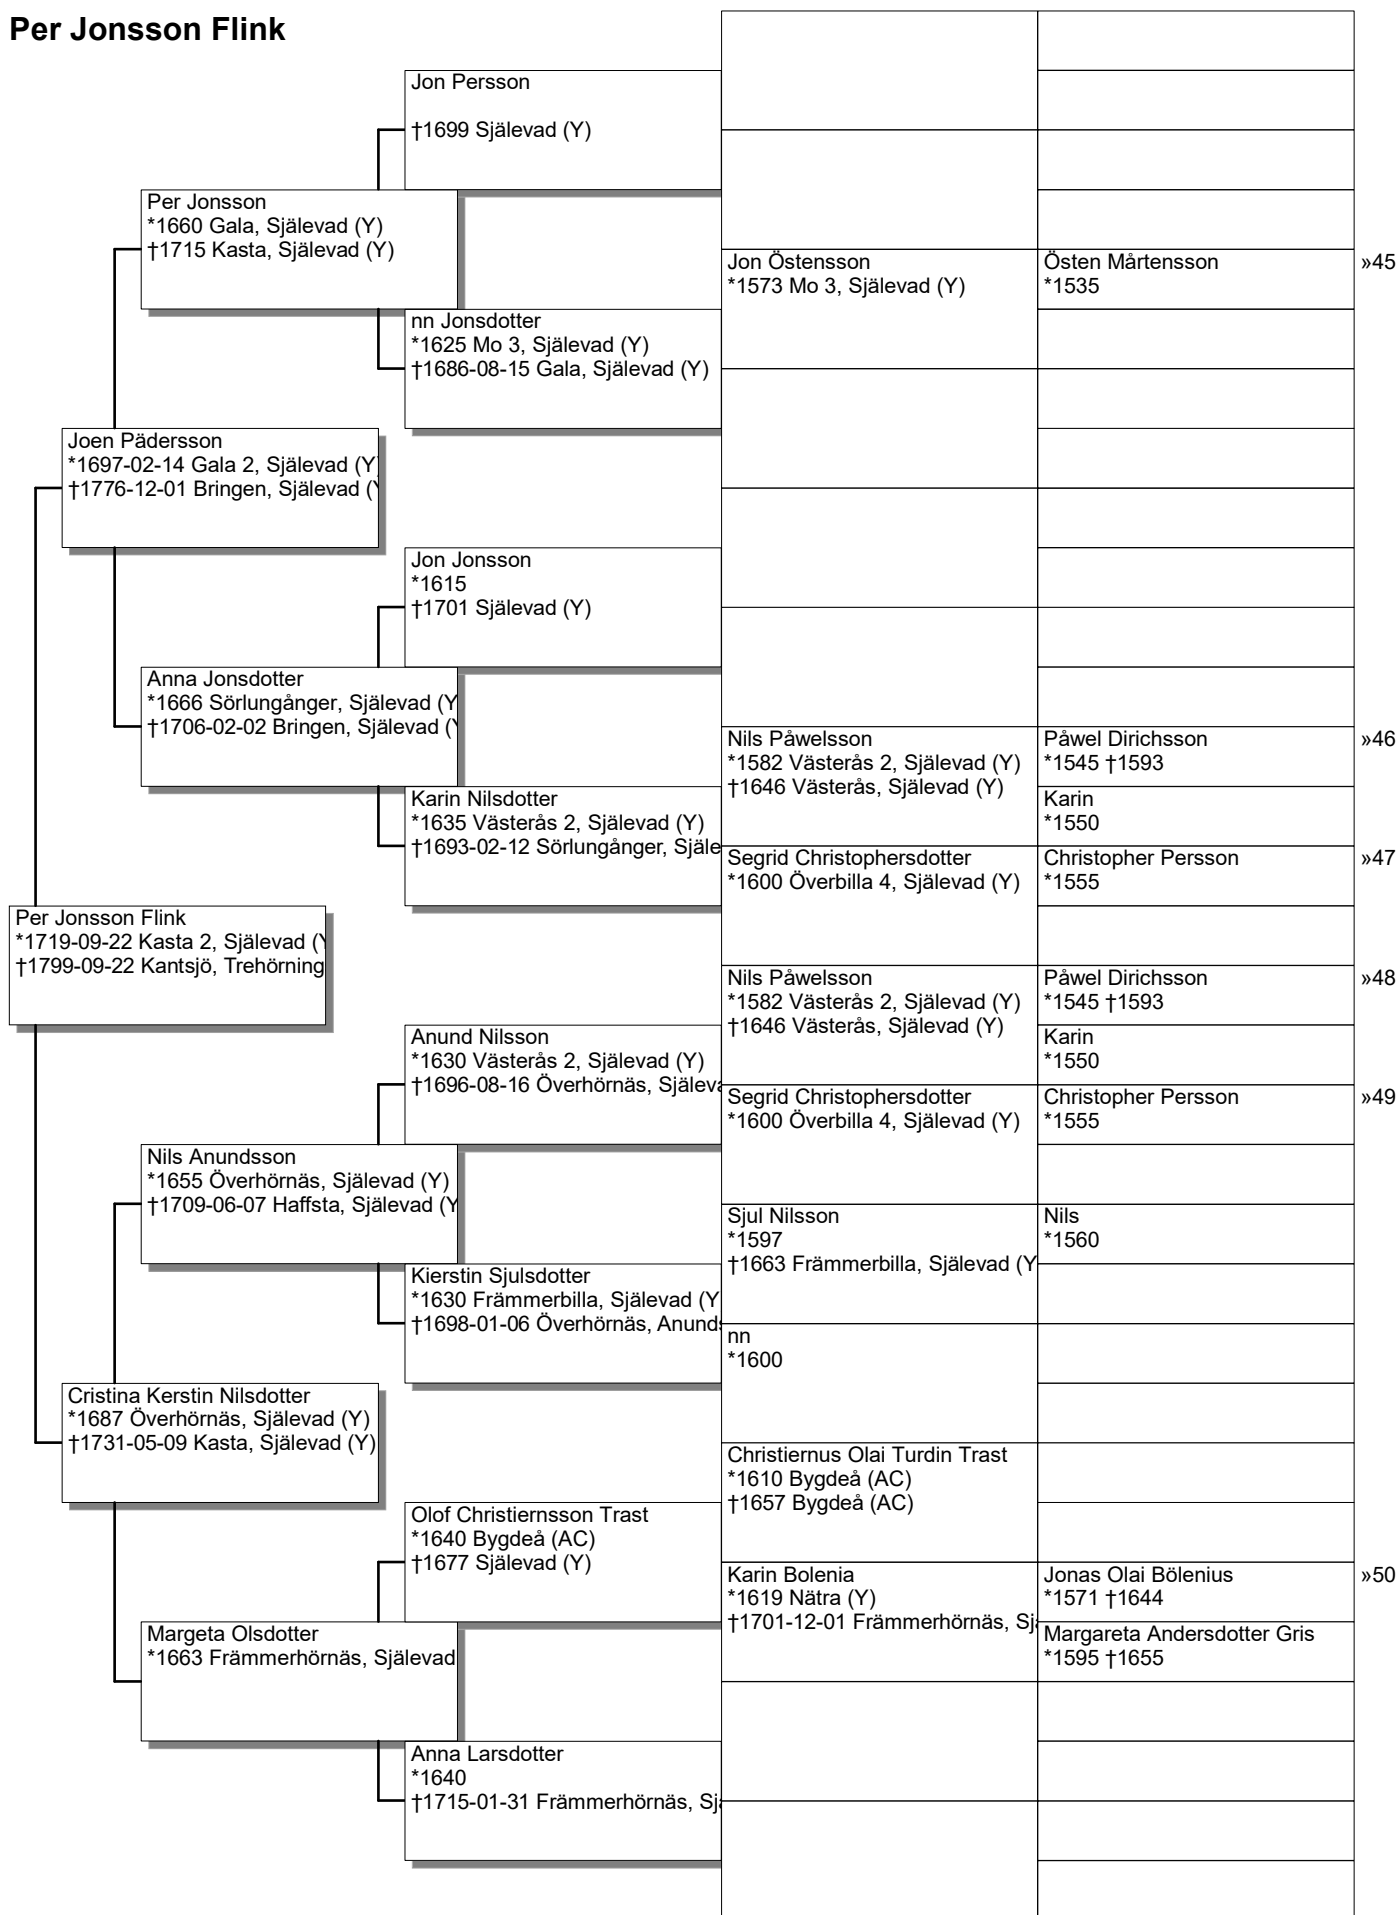 Per Jonsson Flink
Jon Persson
†1699 Själevad (Y)
Per Jonsson
*1660 Gala, Själevad (Y)
†1715 Kasta, Själevad (Y)
Jon Östensson
*1573 Mo 3, Själevad (Y)
Östen Mårtensson
*1535
»45
nn Jonsdotter
*1625 Mo 3, Själevad (Y)
†1686-08-15 Gala, Själevad (Y)
Joen Pädersson
*1697-02-14 Gala 2, Själevad (Y)
†1776-12-01 Bringen, Själevad (Y
Jon Jonsson
*1615
†1701 Själevad (Y)
Anna Jonsdotter
*1666 Sörlungånger, Själevad (Y
†1706-02-02 Bringen, Själevad (Y
Nils Påwelsson
*1582 Västerås 2, Själevad (Y)
†1646 Västerås, Själevad (Y)
Påwel Dirichsson
*1545 †1593
»46
Karin
*1550
Karin Nilsdotter
*1635 Västerås 2, Själevad (Y)
†1693-02-12 Sörlungånger, Själe
Segrid Christophersdotter
*1600 Överbilla 4, Själevad (Y)
Christopher Persson
*1555
»47
Per Jonsson Flink
*1719-09-22 Kasta 2, Själevad (Y
†1799-09-22 Kantsjö, Trehörning
Nils Påwelsson
*1582 Västerås 2, Själevad (Y)
†1646 Västerås, Själevad (Y)
Påwel Dirichsson
*1545 †1593
»48
Karin
*1550
Anund Nilsson
*1630 Västerås 2, Själevad (Y)
†1696-08-16 Överhörnäs, Själeva
Segrid Christophersdotter
*1600 Överbilla 4, Själevad (Y)
Christopher Persson
*1555
»49
Nils Anundsson
*1655 Överhörnäs, Själevad (Y)
†1709-06-07 Haffsta, Själevad (Y
Sjul Nilsson
*1597
†1663 Främmerbilla, Själevad (Y
Nils
*1560
Kierstin Sjulsdotter
*1630 Främmerbilla, Själevad (Y
†1698-01-06 Överhörnäs, Anunds
nn
*1600
Cristina Kerstin Nilsdotter
*1687 Överhörnäs, Själevad (Y)
†1731-05-09 Kasta, Själevad (Y)
Christiernus Olai Turdin Trast
*1610 Bygdeå (AC)
†1657 Bygdeå (AC)
Olof Christiernsson Trast
*1640 Bygdeå (AC)
†1677 Själevad (Y)
Karin Bolenia
*1619 Nätra (Y)
†1701-12-01 Främmerhörnäs, Sjä
Jonas Olai Bölenius
*1571 †1644
»50
Margareta Andersdotter Gris
*1595 †1655
Margeta Olsdotter
*1663 Främmerhörnäs, Själevad
Anna Larsdotter
*1640
†1715-01-31 Främmerhörnäs, Sjä